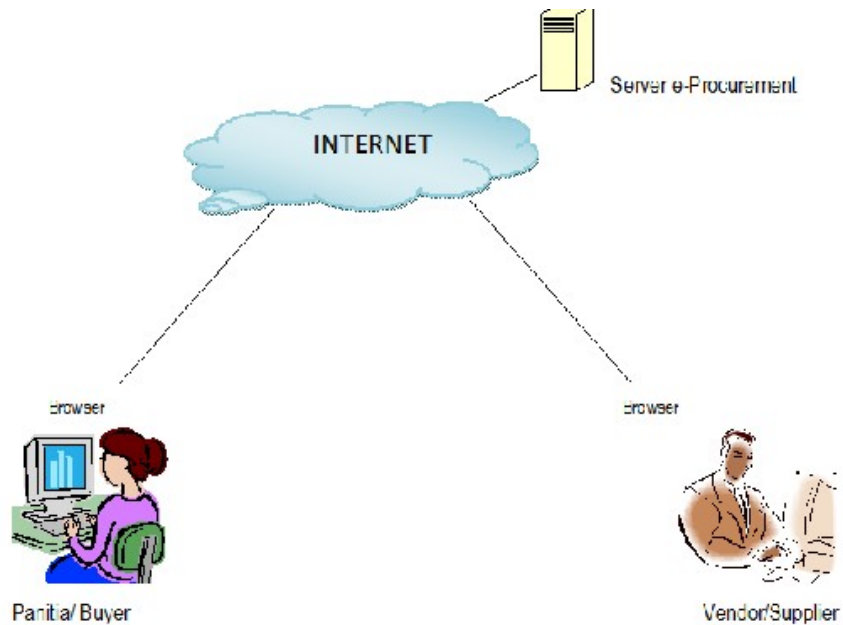 Server e-Procurement
INTERNET
Browser
Browser
Panitia/ Buyer
Vendor/Supplier